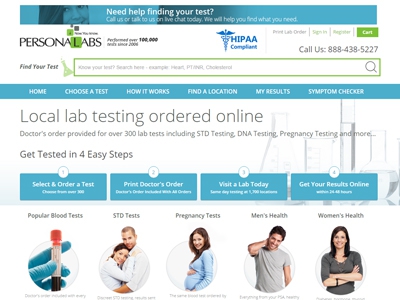 Need help finding your test?
Call us or talk to us on live chat today. We will help you find what you need.
Now You Know.
PERSONALABS
Performed over 100,000
tests since 2006
HIPAA
Compliant
Print Lab Order
Log In
Register
Cart
Call Us: 888-438-5227
Find Your Test
Know your test? Search here - example: Heart, PT/INR, Cholesterol
HOME
CHOOSE A TEST
HOW IT WORKS
FIND A LOCATION
MY RESULTS
SYMPTOM CHECKER
Local lab testing ordered online
Doctor's order provided for over 300 lab tests including STD Testing, DNA Testing, Pregnancy Testing and more...
Get Tested in 4 Easy Steps
1
2
3
4
Select & Order a Test
Choose from over 300
Print Doctor's Order
Doctor's Order Included With All Orders
Visit a Lab Today
Same day testing at 1,700 locations
Get Your Results Online
within 24-48 hours
Popular Blood Tests
STD Tests
Pregnancy Tests
Men's Health
Women's Health
Doctor's order included with every
Discreet STD testing, results sent
The same blood test ordered by
Everything from your PSA, healthy